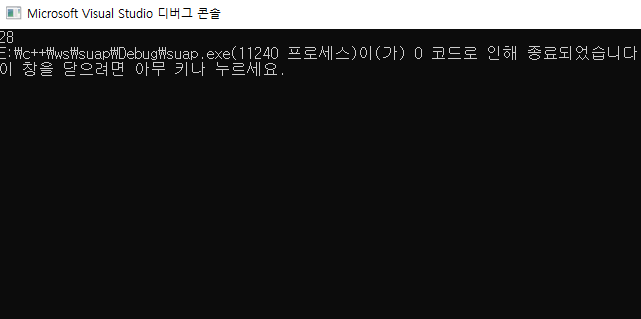 Microsoft Visual Studio 디버그 콘솔
28
E:₩c++₩ws₩suap₩Debug₩suap.exe(11240 프로세스)이(가) 0 코드로 인해 종료되었습니다
이 창을 닫으려면 아무 키나 누르세요.